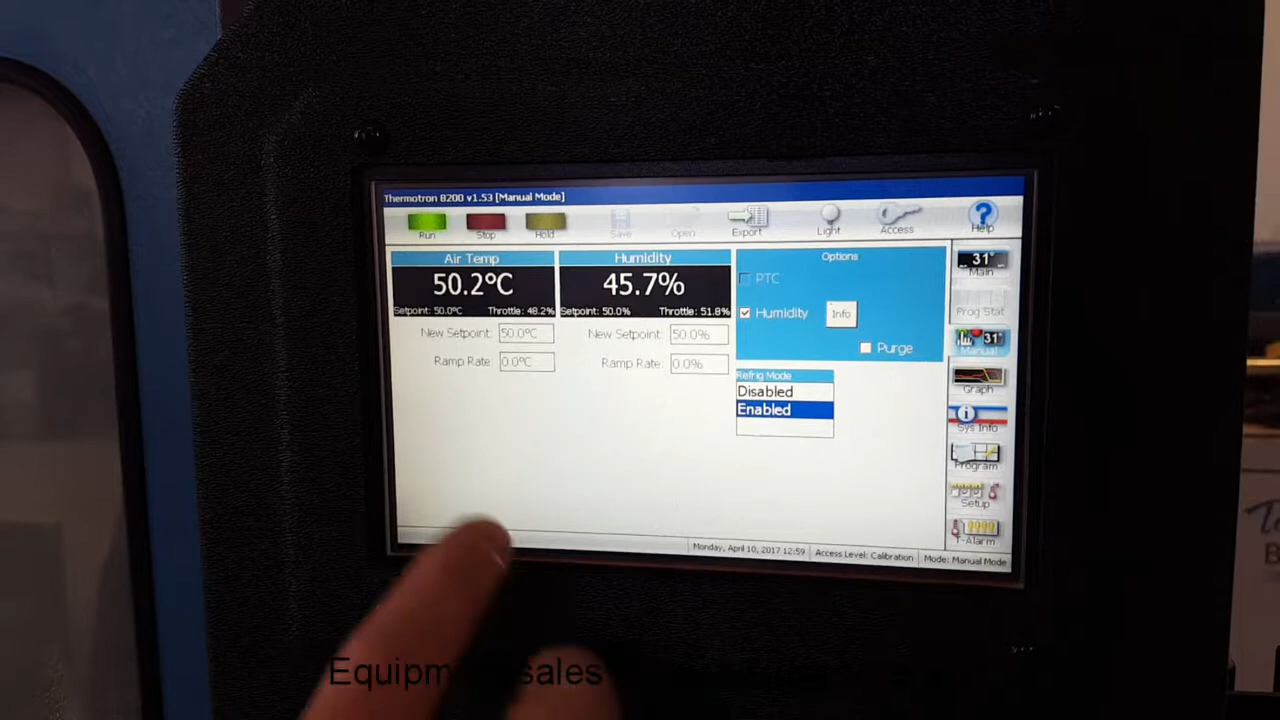 Thermotron 8200 v1.53 [Manual Mode]
Run Stop Hold Save Open Export Light Access Help
Air Temp
50.2°C
Setpoint: 50.0°C Throttle: 48.2%
New Setpoint: 50.0°C
Ramp Rate: 0.0°C
Humidity
45.7%
Setpoint: 50.0% Throttle: 51.8%
New Setpoint: 50.0%
Ramp Rate: 0.0%
Options
PTC
Humidity Info
Purge
Refrig Mode
Disabled
Enabled
31°
Main
Prog Stat
31°
Manual
Graph
Sys Info
Program
Setup
T-Alarm
Monday, April 10, 2017 12:59 Access Level: Calibration Mode: Manual Mode
sales